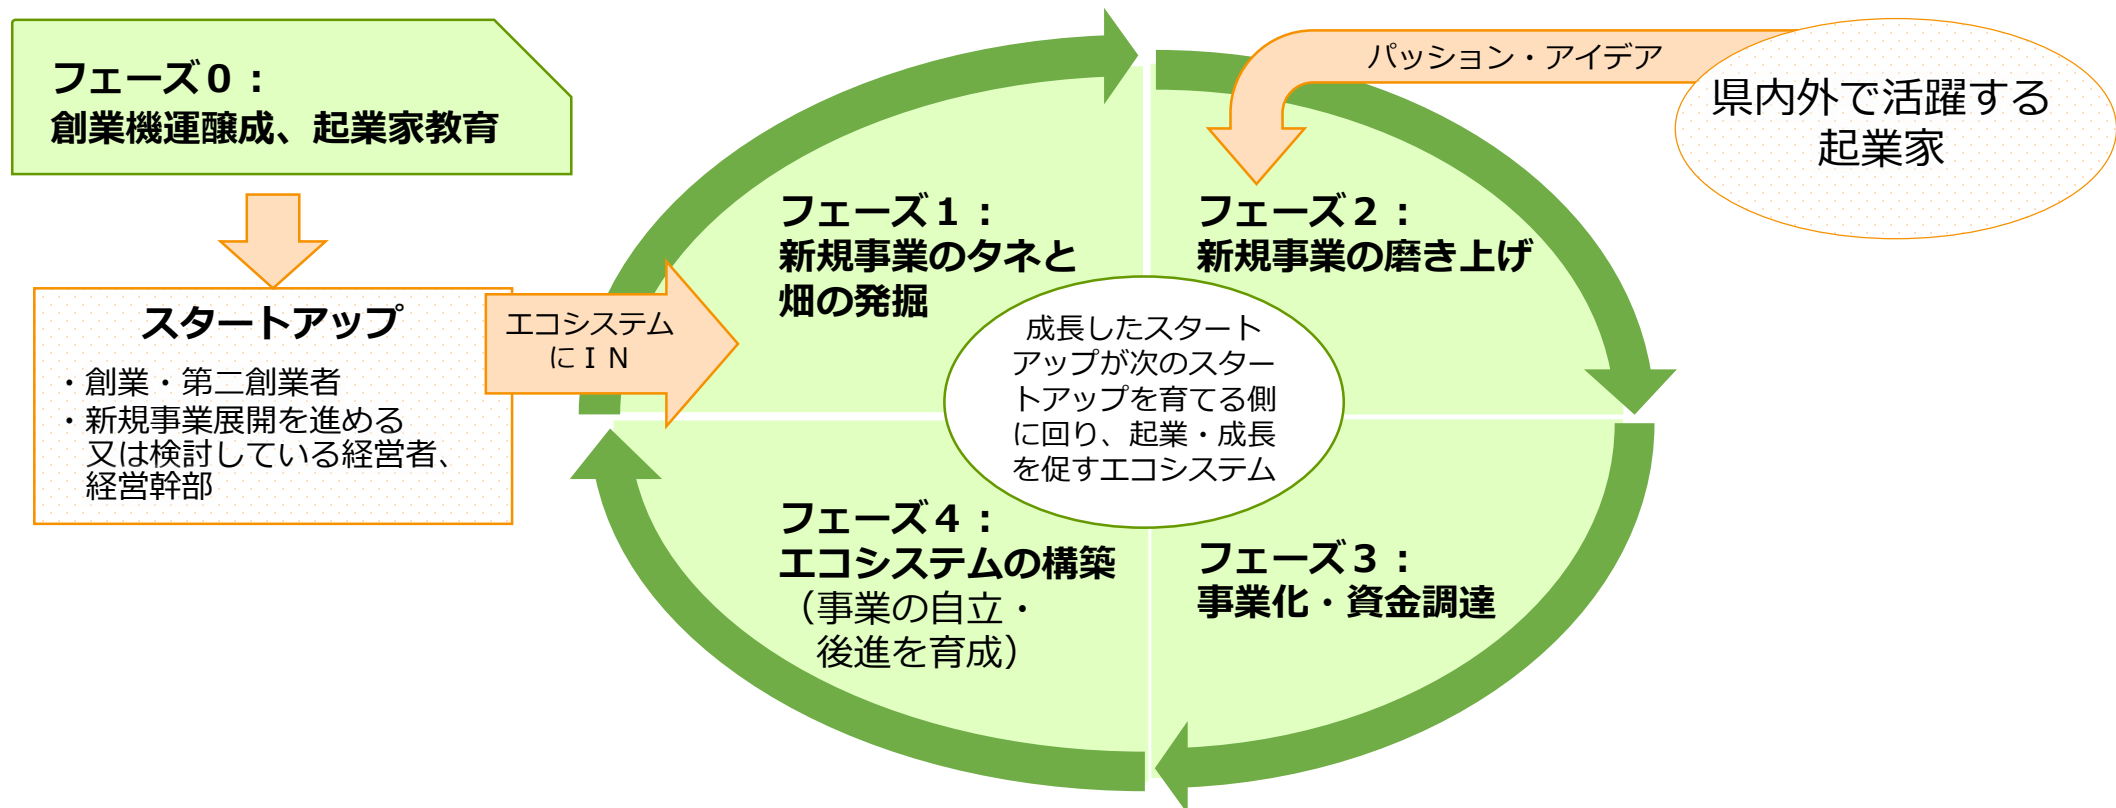 フェーズ０：
創業機運醸成、起業家教育
スタートアップ
・創業・第二創業者
・新規事業展開を進める
又は検討している経営者、
経営幹部
エコシステム
にＩＮ
フェーズ１：
新規事業のタネと
畑の発掘
パッション・アイデア
県内外で活躍する
起業家
フェーズ２：
新規事業の磨き上げ
成長したスタート
アップが次のスター
トアップを育てる側
に回り、起業・成長
を促すエコシステム
フェーズ３：
事業化・資金調達
フェーズ４：
エコシステムの構築
（事業の自立・
後進を育成）